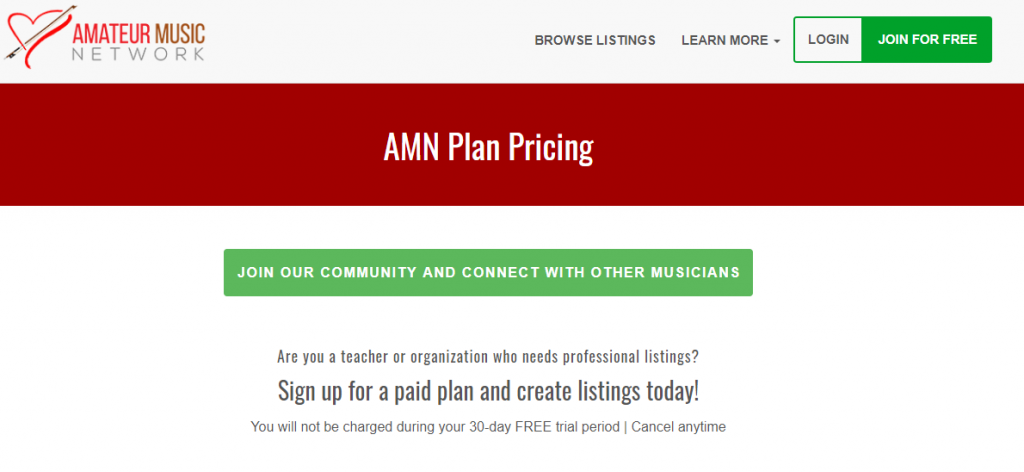 AMATEUR MUSIC
NETWORK
BROWSE LISTINGS LEARN MORE LOGIN JOIN FOR FREE
AMN Plan Pricing
JOIN OUR COMMUNITY AND CONNECT WITH OTHER MUSICIANS
Are you a teacher or organization who needs professional listings?
Sign up for a paid plan and create listings today!
You will not be charged during your 30-day FREE trial period | Cancel anytime